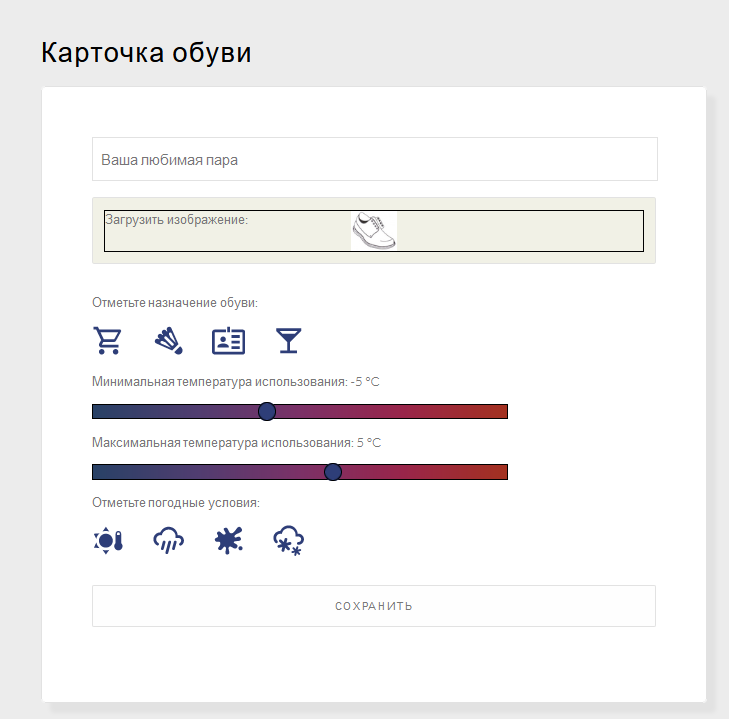 Карточка обуви
Ваша любимая пара
Загрузить изображение:
Отметьте назначение обуви:
Минимальная температура использования: -5 °C
Максимальная температура использования: 5 °C
Отметьте погодные условия:
СОХРАНИТЬ